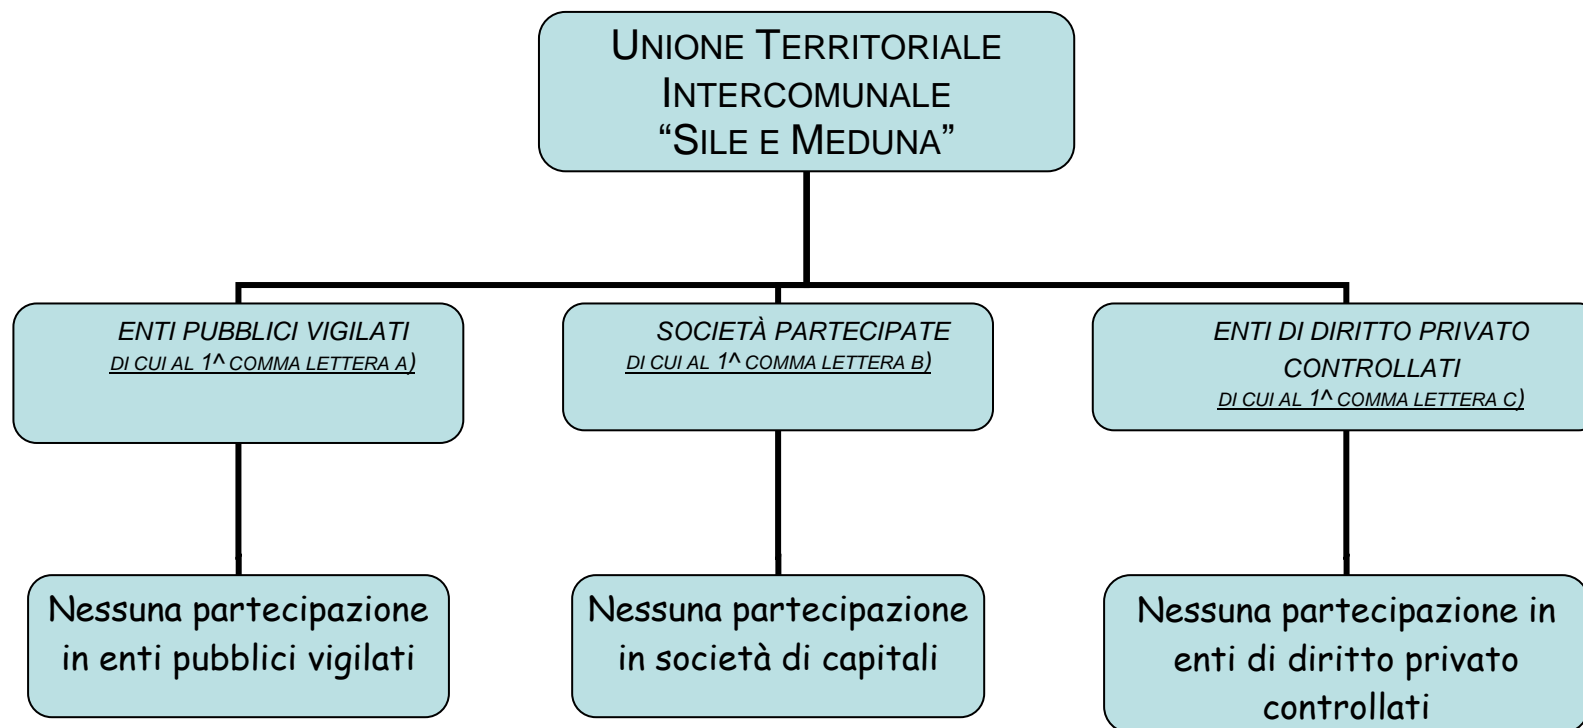 UNIONE TERRITORIALE
INTERCOMUNALE
“SILE E MEDUNA”
ENTI PUBBLICI VIGILATI
DI CUI AL 1^ COMMA LETTERA A)
SOCIETÀ PARTECIPATE
DI CUI AL 1^ COMMA LETTERA B)
ENTI DI DIRITTO PRIVATO
CONTROLLATI
DI CUI AL 1^ COMMA LETTERA C)
Nessuna partecipazione
in enti pubblici vigilati
Nessuna partecipazione
in società di capitali
Nessuna partecipazione in
enti di diritto privato
controllati